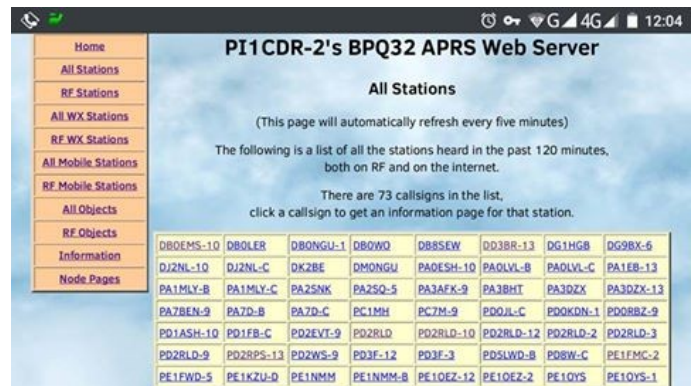 G 4G 12:04
Home
All Stations
RF Stations
All WX Stations
RF WX Stations
All Mobile Stations
RF Mobile Stations
All Objects
RF Objects
Information
Node Pages
PI1CDR-2's BPQ32 APRS Web Server
All Stations
(This page will automatically refresh every five minutes)
The following is a list of all the stations heard in the past 120 minutes,
both on RF and on the internet.
There are 73 callsigns in the list,
click a callsign to get an information page for that station.
DB0EMS-10 DB0LER DB0NGU-1 DB0WO DB8SEW DD3BR-13 DG1HGB DG9BX-6
DJ2NL-10 DJ2NL-C DK2BE DM0NGU PA0ESH-10 PA0LVL-B PA0LVL-C PA1EB-13
PA1MLY-B PA1MLY-C PA2SNK PA2SQ-5 PA3AFK-9 PA3BHT PA3DZX PA3DZX-13
PA7BEN-9 PA7D-B PA7D-C PC1MH PC7M-9 PD0JL-C PD0KDN-1 PD0RBZ-9
PD1ASH-10 PD1FB-C PD2EVT-9 PD2RLD PD2RLD-10 PD2RLD-12 PD2RLD-2 PD2RLD-3
PD2RLD-9 PD2RPS-13 PD2WS-9 PD3F-12 PD3F-3 PD5LWD-B PD8W-C PE1FMC-2
PE1FWD-5 PE1KZU-D PE1NMM PE1NMM-B PE1OEZ-12 PE1OEZ-2 PE1OYS PE1OYS-1